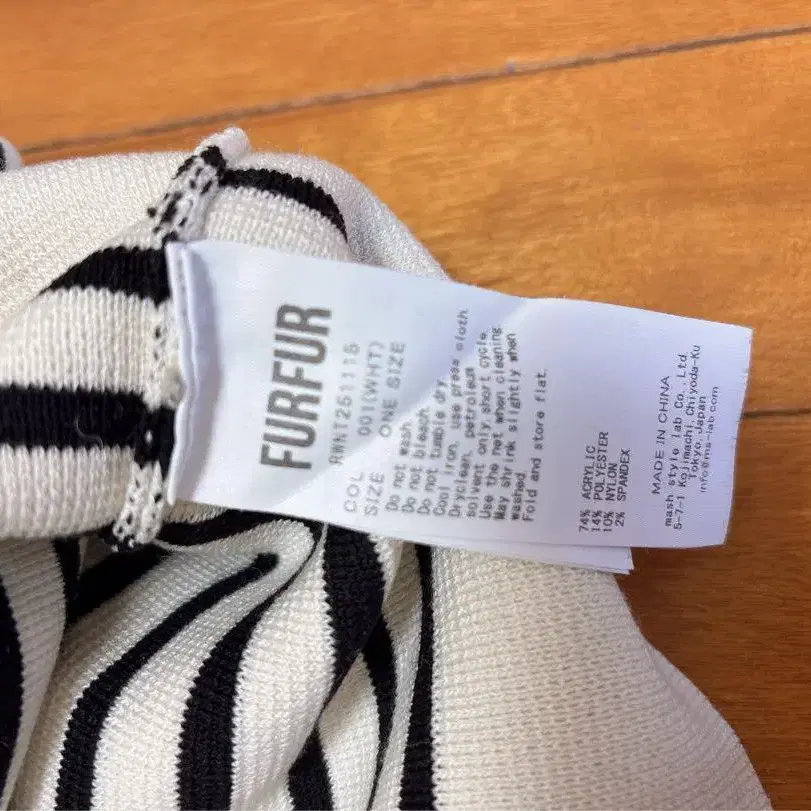 FURFUR
RWNT251115
COL 001(WHT)
SIZE ONE SIZE
Do not wash
Do not bleach.
Do not tumble dry.
Cool iron, use press cloth
Dryclean, petroleum
solvent only,short cycle.
Use the net when cleaning
May shrink slightly when
washed.
Fold and store flat.
74% ACRYLIC
14% POLYESTER
10% NYLON
2% SPANDEX
MADE IN CHINA
mash style lab Co.,Ltd.
5-7-1 Kojimachi,Chiyoda-Ku
Tokyo,Japan
info@ms-lab.com